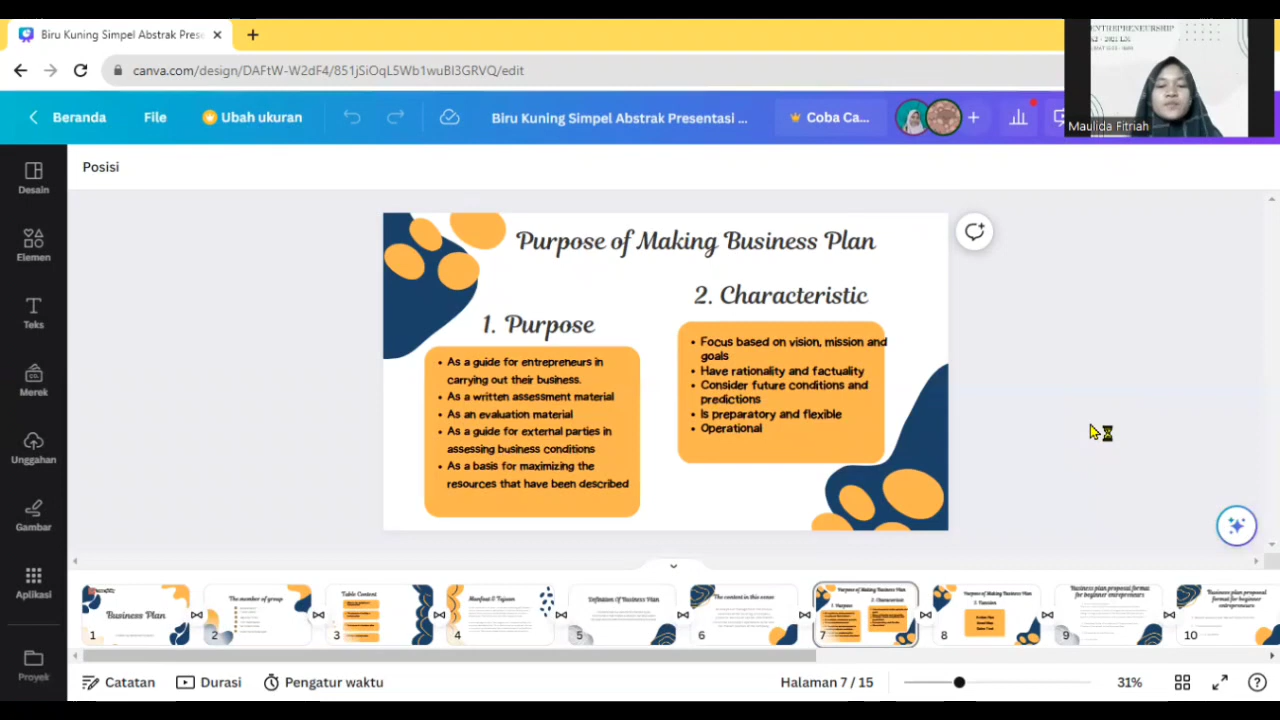 Biru Kuning Simpel Abstrak Prese
canva.com/design/DAFtW-W2dF4/851jSiOqL5Wb1wuBI3GRVQ/edit
ENTREPRENEURSHIP
Maulida Fitriah
Beranda
File
Ubah ukuran
Biru Kuning Simpel Abstrak Presentasi ...
Coba Ca...
Posisi
Desain
Elemen
Teks
Merek
Unggahan
Gambar
Aplikasi
Proyek
Purpose of Making Business Plan
1. Purpose
• As a guide for entrepreneurs in
carrying out their business.
• As a written assessment material
• As an evaluation material
• As a guide for external parties in
assessing business conditions
• As a basis for maximizing the
resources that have been described
2. Characteristic
• Focus based on vision, mission and
goals
• Have rationality and factuality
• Consider future conditions and
predictions
• Is preparatory and flexible
• Operational
1
Business Plan
2
The member of group
3
Table Content
4
Manfaat & Tujuan
5
Definition Of Business Plan
6
The content in this cover
7
Purpose of Making Business Plan
1. Purpose
2. Characteristic
8
Purpose of Making Business Plan
3. Function
9
Business plan proposal format
for beginner entrepreneurs
10
Business plan proposal
format for beginner
entrepreneurs
Catatan
Durasi
Pengatur waktu
Halaman 7 / 15
31%